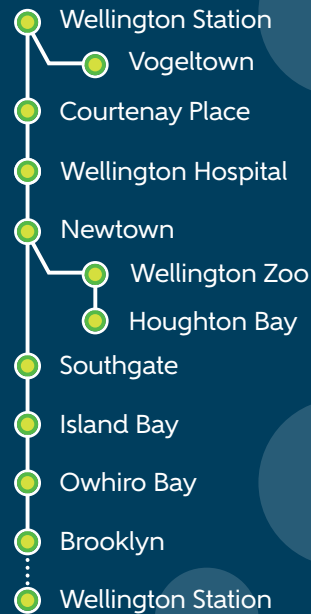 Wellington Station
Vogeltown
Courtenay Place
Wellington Hospital
Newtown
Wellington Zoo
Houghton Bay
Southgate
Island Bay
Owhiro Bay
Brooklyn
Wellington Station